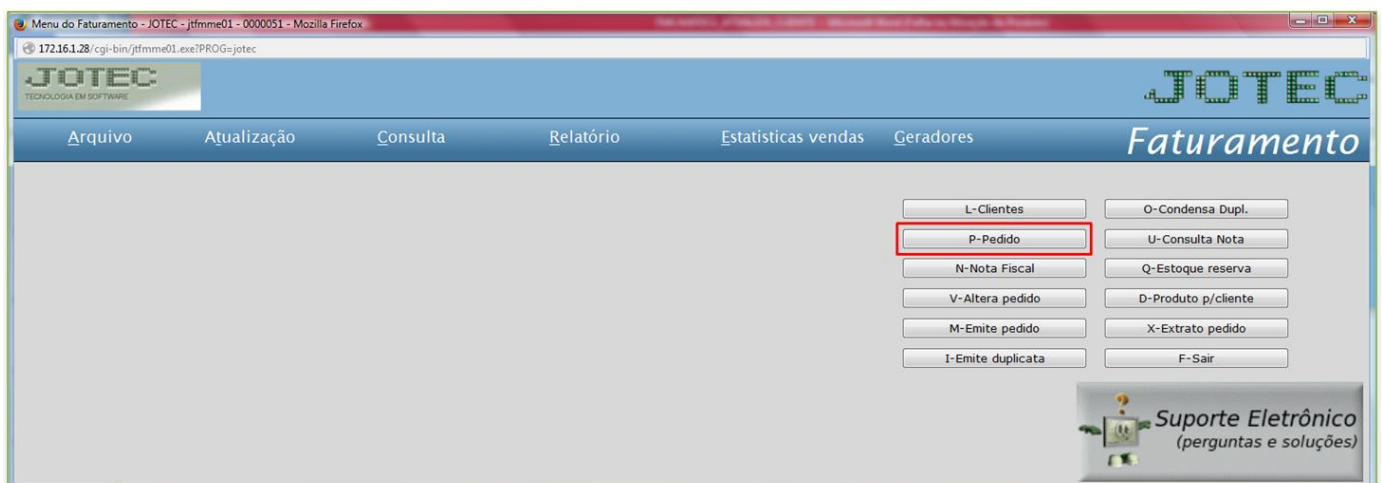 Menu do Faturamento - JOTEC - jtfmme01 - 0000051 - Mozilla Firefox
172.16.1.28/cgi-bin/jtfmme01.exe?PROG=jotec
JOTEC
TECNOLOGIA EM SOFTWARE
JOTEC
Arquivo Atualização Consulta Relatório Estatisticas vendas Geradores Faturamento
L-Clientes O-Condensa Dupl.
P-Pedido U-Consulta Nota
N-Nota Fiscal Q-Estoque reserva
V-Altera pedido D-Produto p/cliente
M-Emite pedido X-Extrato pedido
I-Emite duplicata F-Sair
Suporte Eletrônico
(perguntas e soluções)